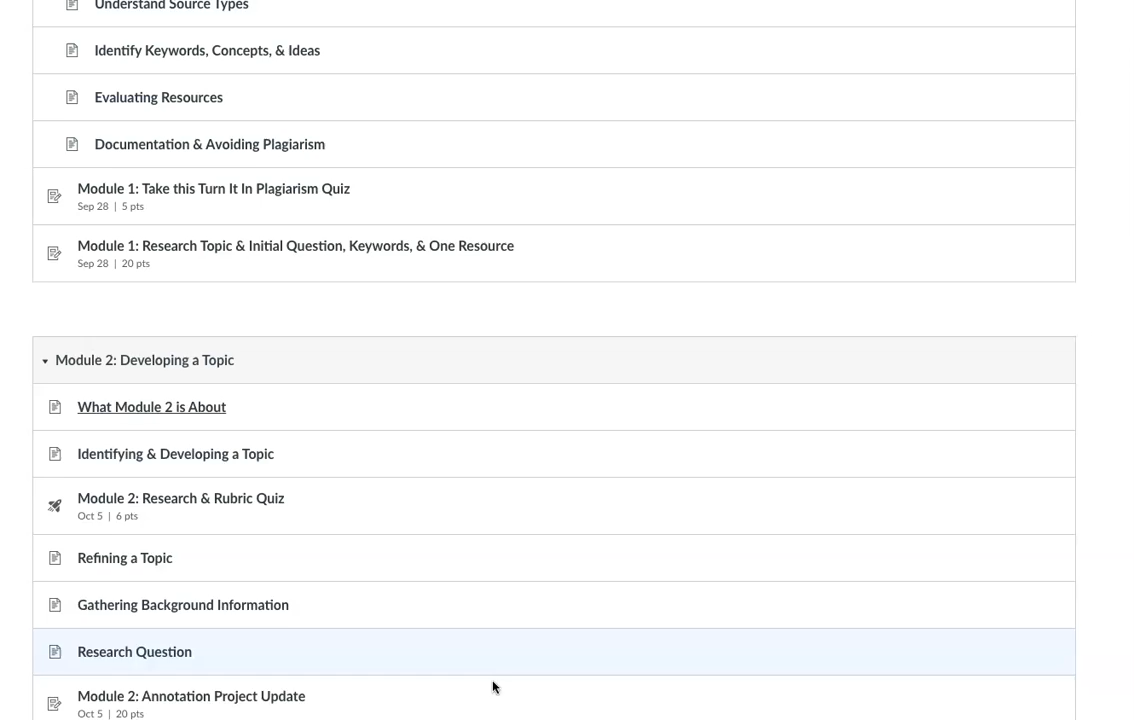 Understand Source Types
Identify Keywords, Concepts, & Ideas
Evaluating Resources
Documentation & Avoiding Plagiarism
Module 1: Take this Turn It In Plagiarism Quiz
Sep 28 | 5 pts
Module 1: Research Topic & Initial Question, Keywords, & One Resource
Sep 28 | 20 pts
Module 2: Developing a Topic
What Module 2 is About
Identifying & Developing a Topic
Module 2: Research & Rubric Quiz
Oct 5 | 6 pts
Refining a Topic
Gathering Background Information
Research Question
Module 2: Annotation Project Update
Oct 5 | 20 pts